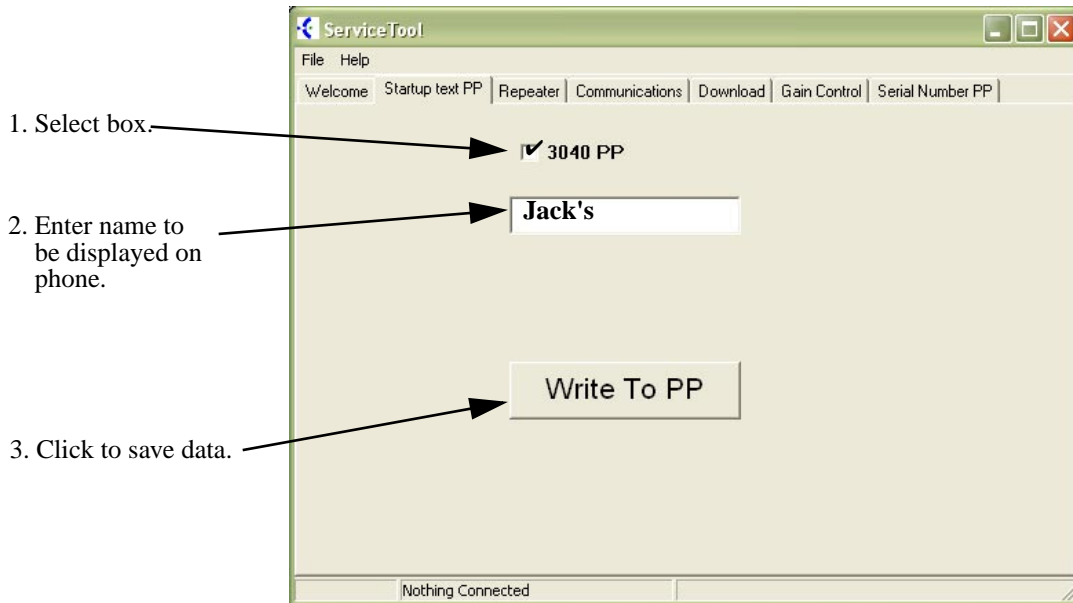 ServiceTool
File Help
Welcome Startup text PP Repeater Communications Download Gain Control Serial Number PP
1. Select box.
3040 PP
Jack's
2. Enter name to
be displayed on
phone.
Write To PP
3. Click to save data.
Nothing Connected